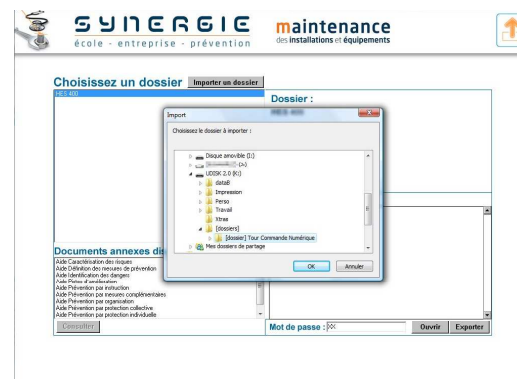 SYNERGIE
école - entreprise - prévention
maintenance
des installations et équipements
Choisissez un dossier
Importer un dossier
HES 400
Dossier :
Import
Choisissez le dossier à importer :
Disque amovible (I:)
UDISK 2.0 (K:)
dataB
Impression
Perso
Travail
Xtras
[dossiers]
[dossier] Tour Commande Numérique
Mes dossiers de partage
OK
Annuler
Documents annexes dis
Aide Caractérisation des risques
Aide Définition des mesures de prévention
Aide Identification des dangers
Aide Pistes d'amélioration
Aide Prévention par instruction
Aide Prévention par mesures complémentaires
Aide Prévention par organisation
Aide Prévention par protection collective
Aide Prévention par protection individuelle
Consulter
Mot de passe :
Ouvrir
Exporter